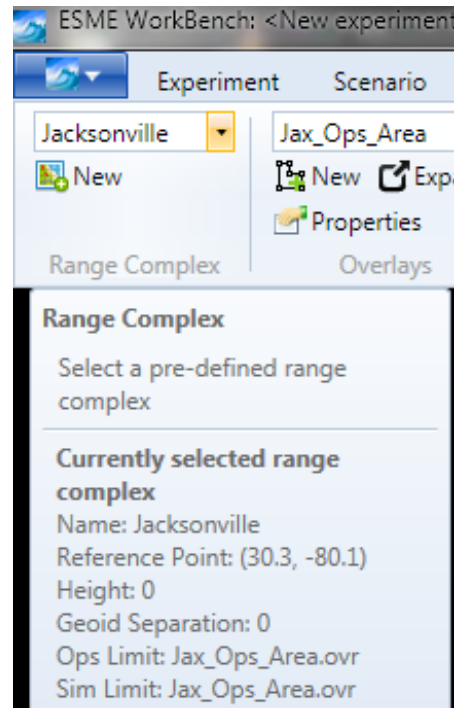 ESME WorkBench: <New experiment
Experiment Scenario
Jacksonville Jax_Ops_Area
New New Exp
Properties
Range Complex Overlays
Range Complex
Select a pre-defined range
complex
Currently selected range
complex
Name: Jacksonville
Reference Point: (30.3, -80.1)
Height: 0
Geoid Separation: 0
Ops Limit: Jax_Ops_Area.ovr
Sim Limit: Jax_Ops_Area.ovr